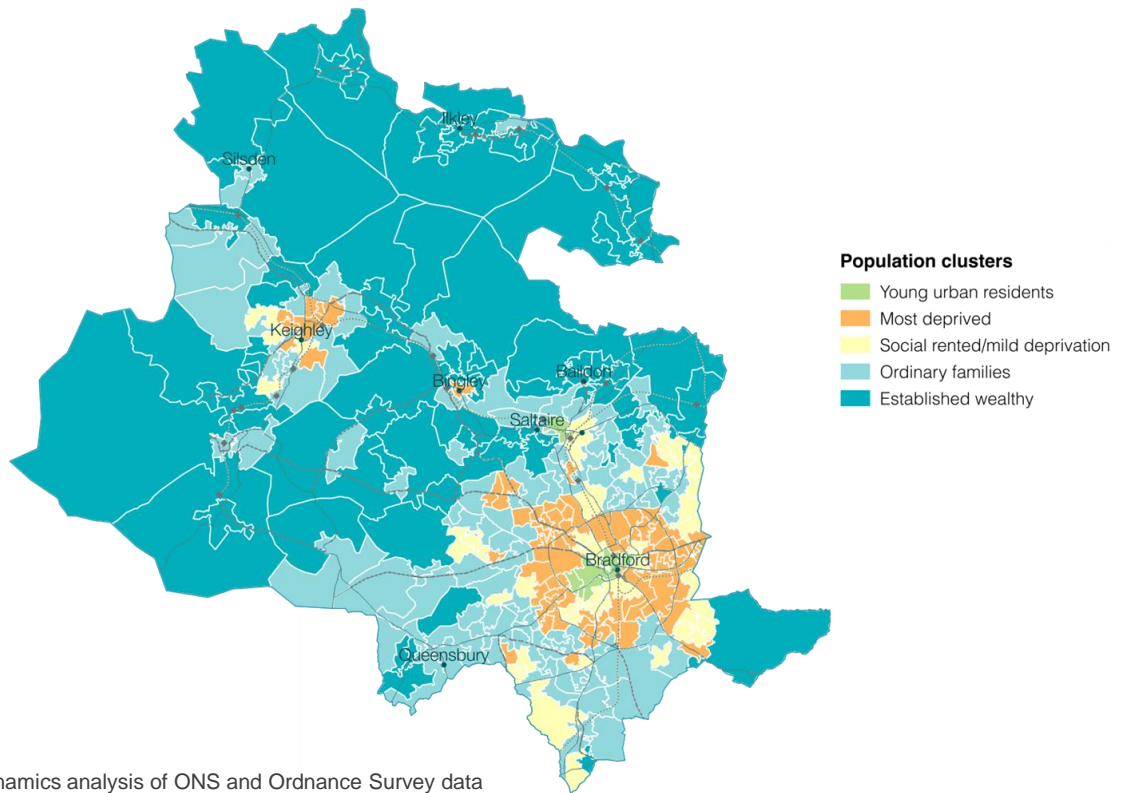 Ilkley
Silsden
Keighley
Bingley
Baildon
Saltaire
Bradford
Queensbury
Population clusters
Young urban residents
Most deprived
Social rented/mild deprivation
Ordinary families
Established wealthy
namics analysis of ONS and Ordnance Survey data